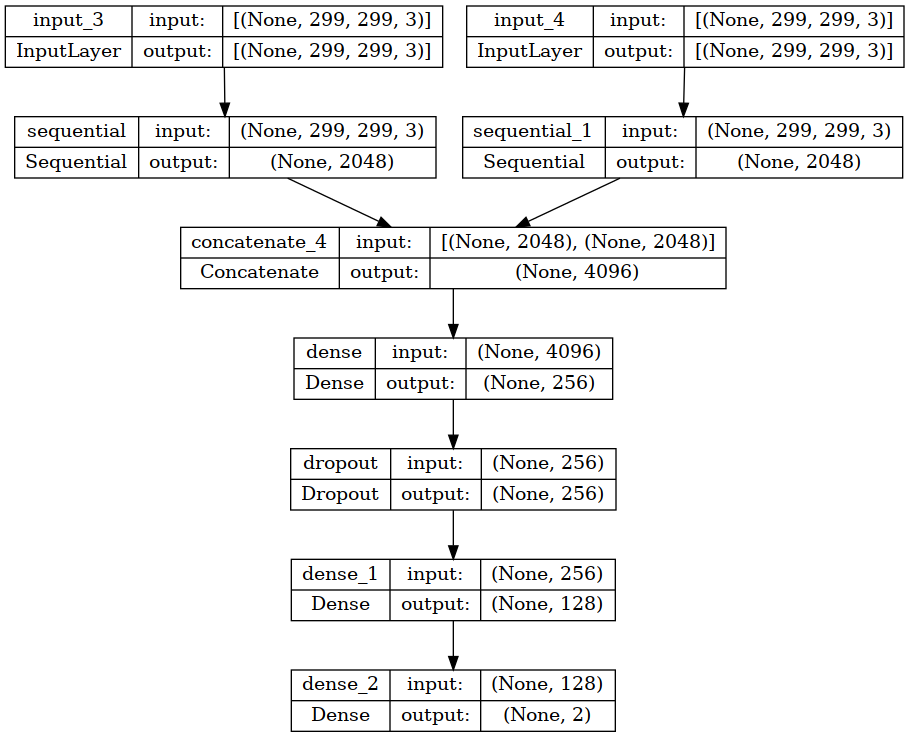 input_3 input: [(None, 299, 299, 3)]
InputLayer output: [(None, 299, 299, 3)]
input_4 input: [(None, 299, 299, 3)]
InputLayer output: [(None, 299, 299, 3)]
sequential input: (None, 299, 299, 3)
Sequential output: (None, 2048)
sequential_1 input: (None, 299, 299, 3)
Sequential output: (None, 2048)
concatenate_4 input: [(None, 2048), (None, 2048)]
Concatenate output: (None, 4096)
dense input: (None, 4096)
Dense output: (None, 256)
dropout input: (None, 256)
Dropout output: (None, 256)
dense_1 input: (None, 256)
Dense output: (None, 128)
dense_2 input: (None, 128)
Dense output: (None, 2)